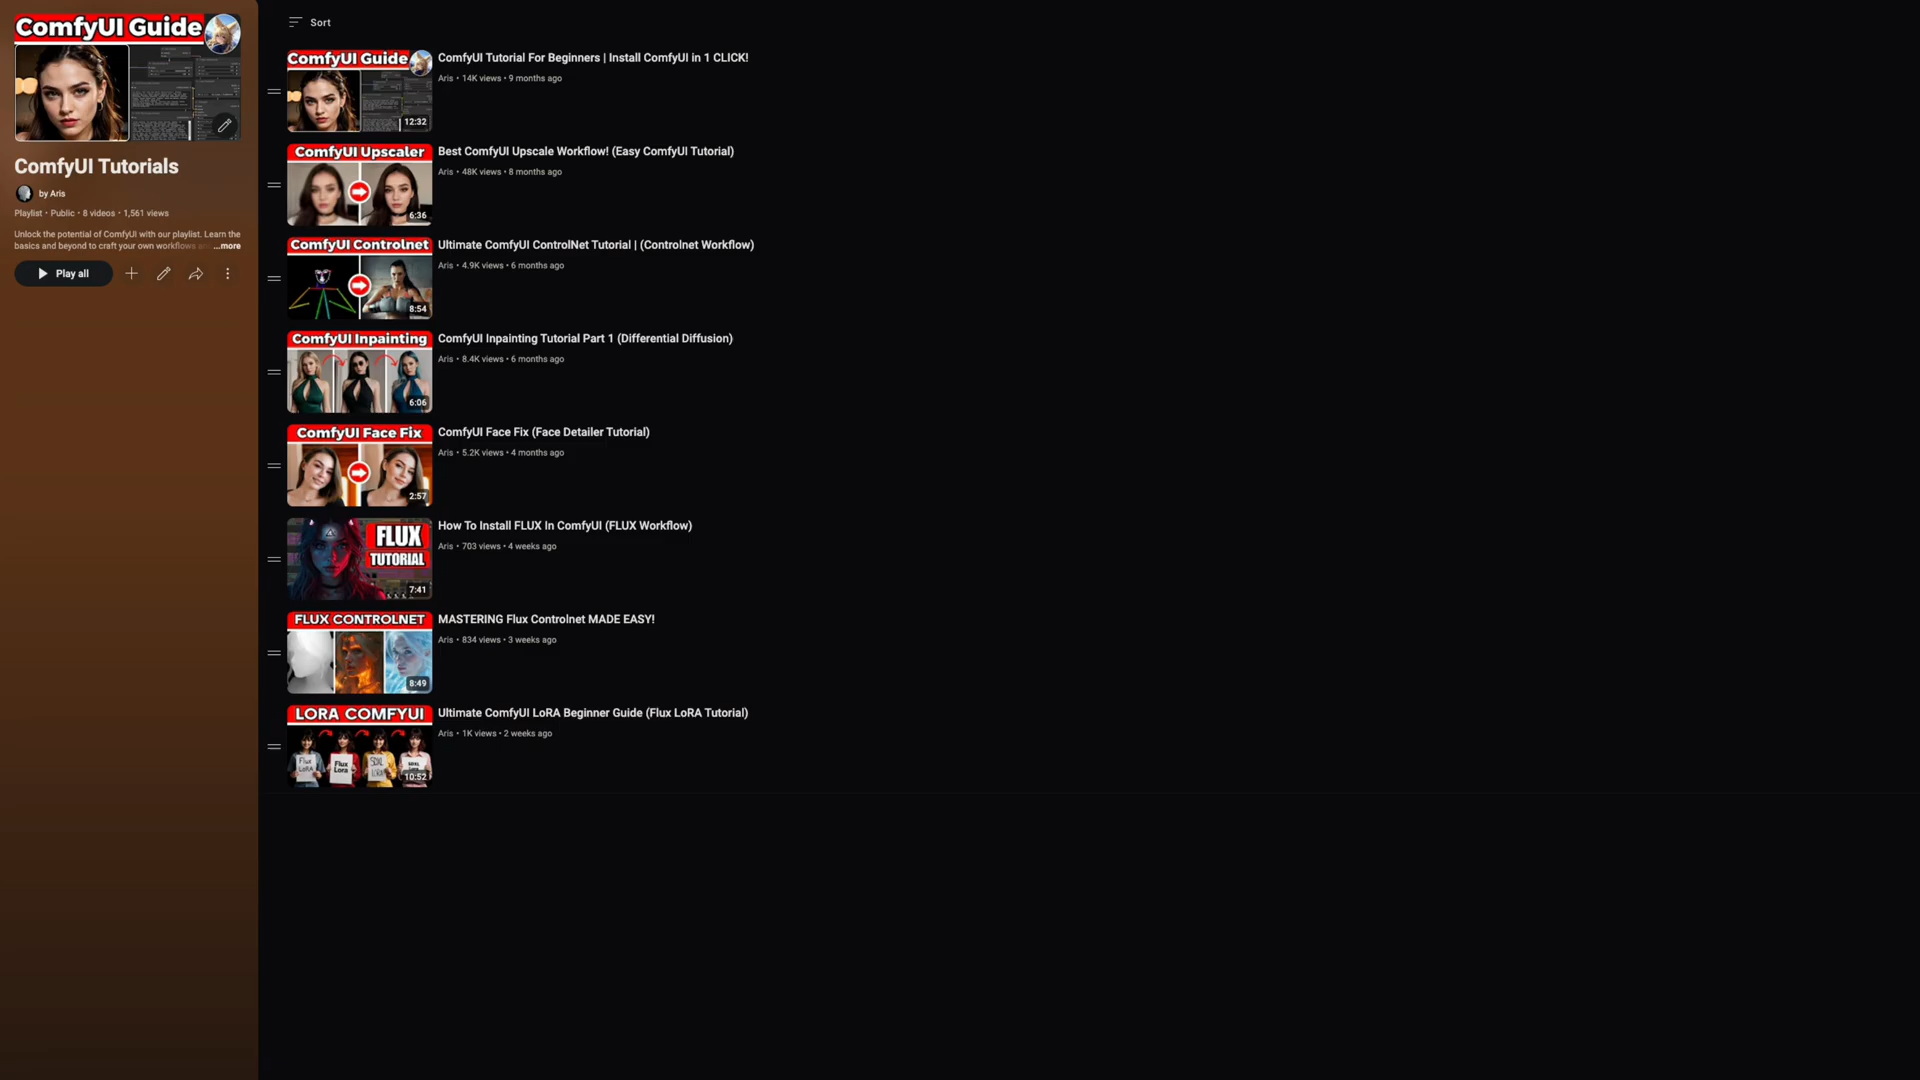 ComfyUI Guide
ComfyUI Tutorials
by Aris
Playlist • Public • 8 videos • 1,561 views
Unlock the potential of ComfyUI with our playlist. Learn the
basics and beyond to craft your own workflows ...more
Play all
Sort
ComfyUI Guide
12:32
ComfyUI Tutorial For Beginners | Install ComfyUI in 1 CLICK!
Aris • 14K views • 9 months ago
ComfyUI Upscaler
6:36
Best ComfyUI Upscale Workflow! (Easy ComfyUI Tutorial)
Aris • 48K views • 8 months ago
ComfyUI Controlnet
8:54
Ultimate ComfyUI ControlNet Tutorial | (Controlnet Workflow)
Aris • 4.9K views • 6 months ago
ComfyUI Inpainting
6:06
ComfyUI Inpainting Tutorial Part 1 (Differential Diffusion)
Aris • 8.4K views • 6 months ago
ComfyUI Face Fix
2:57
ComfyUI Face Fix (Face Detailer Tutorial)
Aris • 5.2K views • 4 months ago
FLUX
TUTORIAL
7:41
How To Install FLUX In ComfyUI (FLUX Workflow)
Aris • 703 views • 4 weeks ago
FLUX CONTROLNET
8:49
MASTERING Flux Controlnet MADE EASY!
Aris • 834 views • 3 weeks ago
LORA COMFYUI
Flux
LoRA
Flux
Lora
SDXL
LORA
SDXL
10:52
Ultimate ComfyUI LoRA Beginner Guide (Flux LoRA Tutorial)
Aris • 1K views • 2 weeks ago